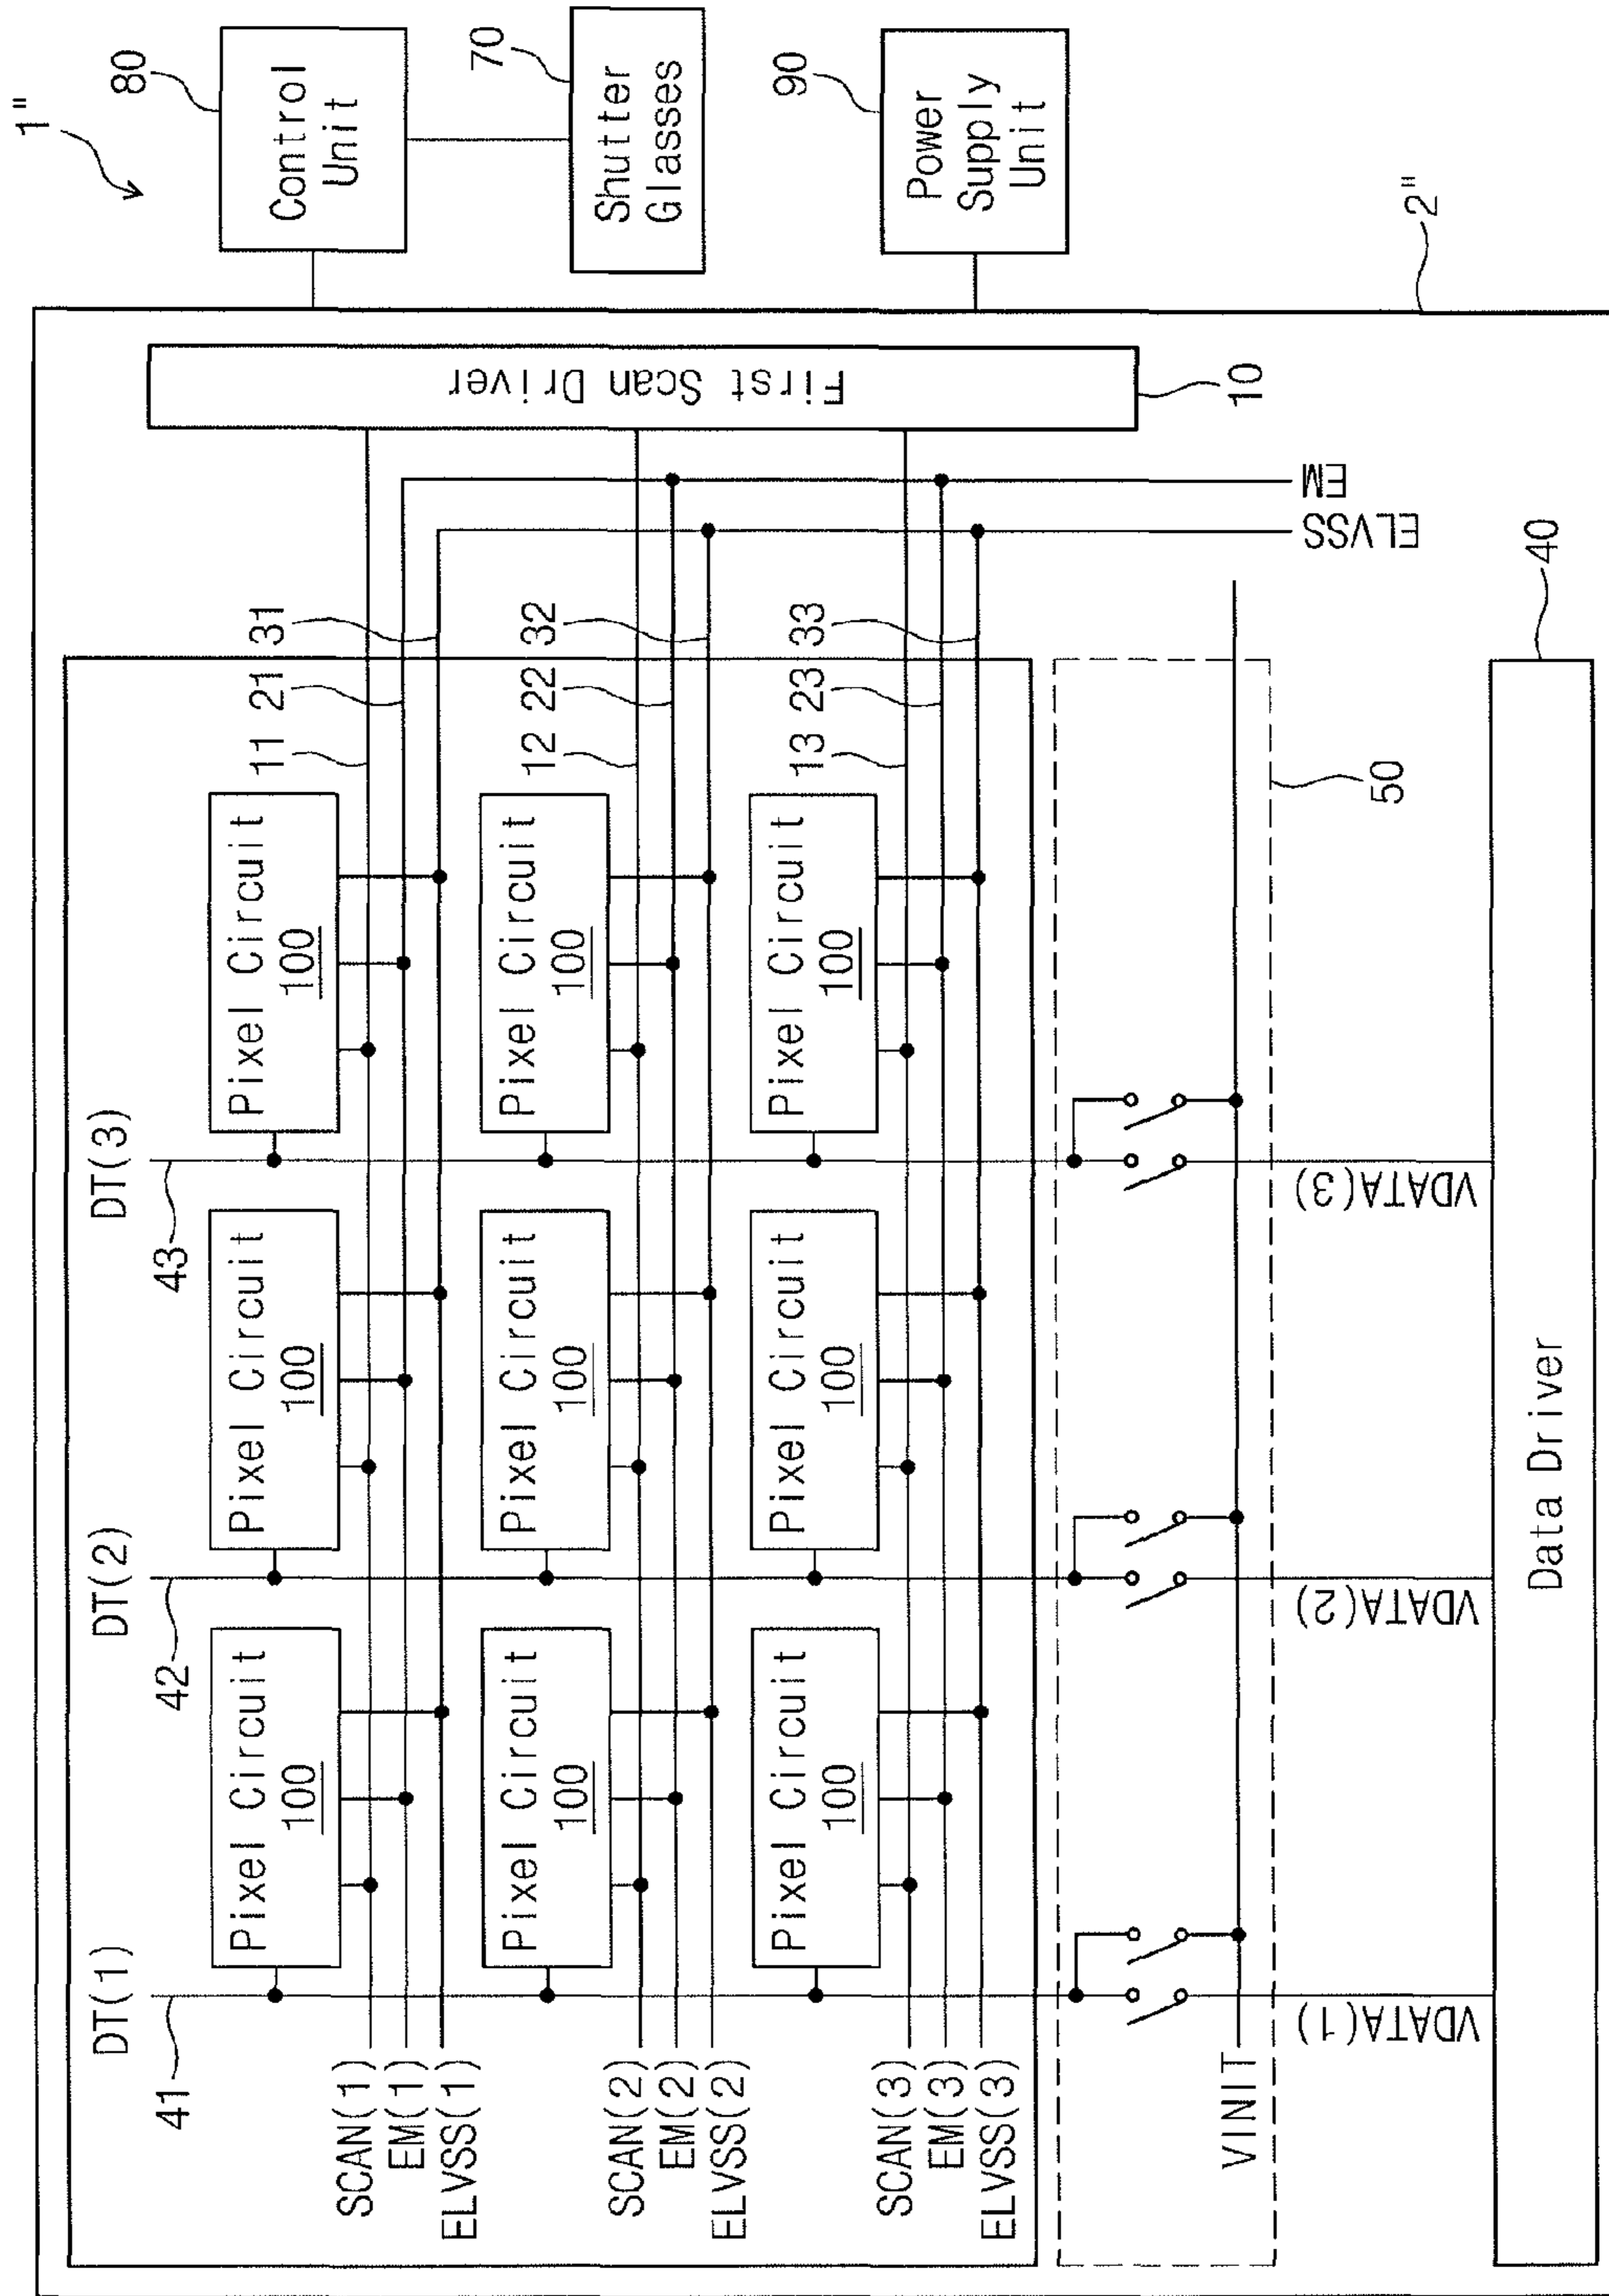 1"
80
Control
Unit
70
Shutter
Glasses
90
Power
Supply
Unit
2"
First Scan Driver
10
EM
ELVSS
DT(1)
41
DT(2)
42
DT(3)
43
Pixel Circuit
100
Pixel Circuit
100
Pixel Circuit
100
11
21
31
SCAN(1)
EM(1)
ELVSS(1)
Pixel Circuit
100
Pixel Circuit
100
Pixel Circuit
100
12
22
32
SCAN(2)
EM(2)
ELVSS(2)
Pixel Circuit
100
Pixel Circuit
100
Pixel Circuit
100
13
23
33
SCAN(3)
EM(3)
ELVSS(3)
VINIT
50
VDATA(1)
VDATA(2)
VDATA(3)
40
Data Driver